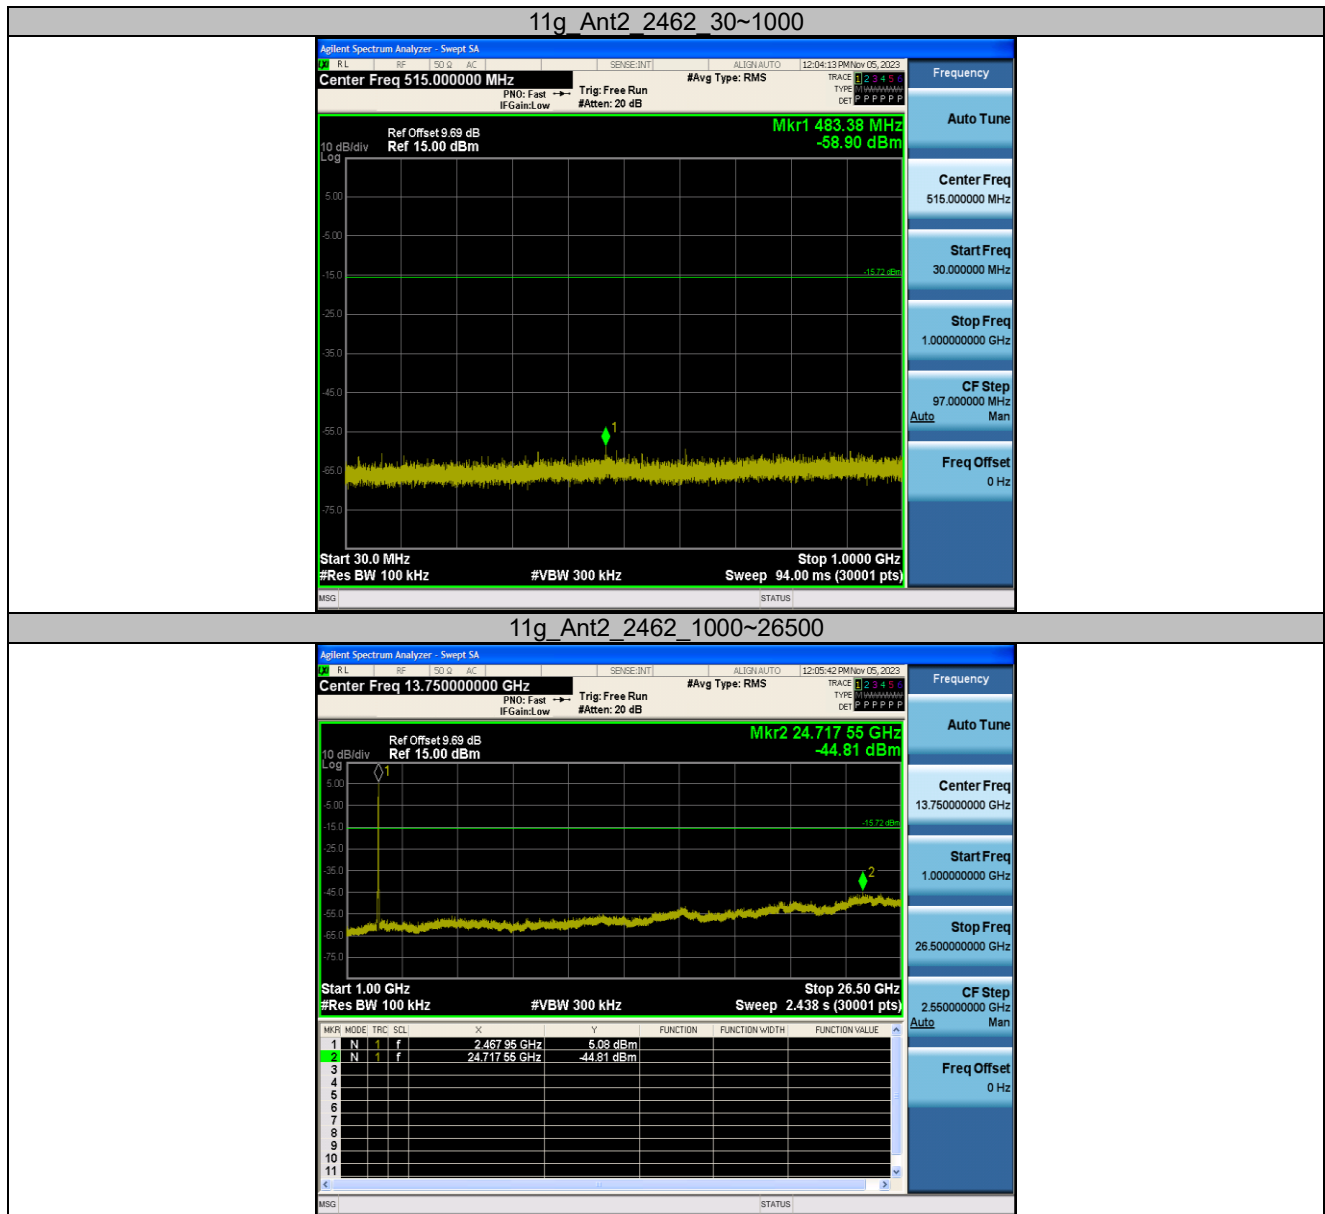 11g_Ant2_2462_30~1000
Agilent Spectrum Analyzer - Swept SA
RL RF 50 Ω AC SENSE:INT ALIGN AUTO 12:04:13 PM Nov 05, 2023
Center Freq 515.000000 MHz #Avg Type: RMS TRACE 1 2 3 4 5 6
PNO: Fast Trig: Free Run TYPE M
IFGain:Low #Atten: 20 dB DET P P P P P P
Frequency
Auto Tune
Center Freq
515.000000 MHz
Start Freq
30.000000 MHz
Stop Freq
1.000000000 GHz
CF Step
97.000000 MHz
Auto Man
Freq Offset
0 Hz
Mkr1 483.38 MHz
-58.90 dBm
Ref Offset 9.69 dB
10 dB/div Ref 15.00 dBm
Log
5.00
-5.00
-15.0
-15.72 dBm
-25.0
-35.0
-45.0
-55.0
1
-65.0
-75.0
Start 30.0 MHz Stop 1.0000 GHz
#Res BW 100 kHz #VBW 300 kHz Sweep 94.00 ms (30001 pts)
MSG STATUS
11g_Ant2_2462_1000~26500
Agilent Spectrum Analyzer - Swept SA
RL RF 50 Ω AC SENSE:INT ALIGN AUTO 12:05:42 PM Nov 05, 2023
Center Freq 13.750000000 GHz #Avg Type: RMS TRACE 1 2 3 4 5 6
PNO: Fast Trig: Free Run TYPE M
IFGain:Low #Atten: 20 dB DET P P P P P P
Frequency
Auto Tune
Center Freq
13.750000000 GHz
Start Freq
1.000000000 GHz
Stop Freq
26.500000000 GHz
CF Step
2.550000000 GHz
Auto Man
Freq Offset
0 Hz
Mkr2 24.717 55 GHz
-44.81 dBm
Ref Offset 9.69 dB
10 dB/div Ref 15.00 dBm
Log
1
5.00
-5.00
-15.0
-15.72 dBm
-25.0
-35.0
2
-45.0
-55.0
-65.0
-75.0
Start 1.00 GHz Stop 26.50 GHz
#Res BW 100 kHz #VBW 300 kHz Sweep 2.438 s (30001 pts)
MKR MODE TRC SCL X Y FUNCTION FUNCTION WIDTH FUNCTION VALUE
1 N 1 f 2.467 95 GHz 5.08 dBm
2 N 1 f 24.717 55 GHz -44.81 dBm
3
4
5
6
7
8
9
10
11
MSG STATUS